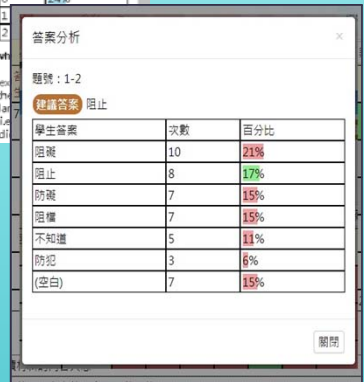 答案分析
×
題號：1-2
建議答案 阻止
學生答案 次數 百分比
阻礙 10 21%
阻止 8 17%
防礙 7 15%
阻檔 7 15%
不知道 5 11%
防犯 3 6%
(空白) 7 15%
關閉